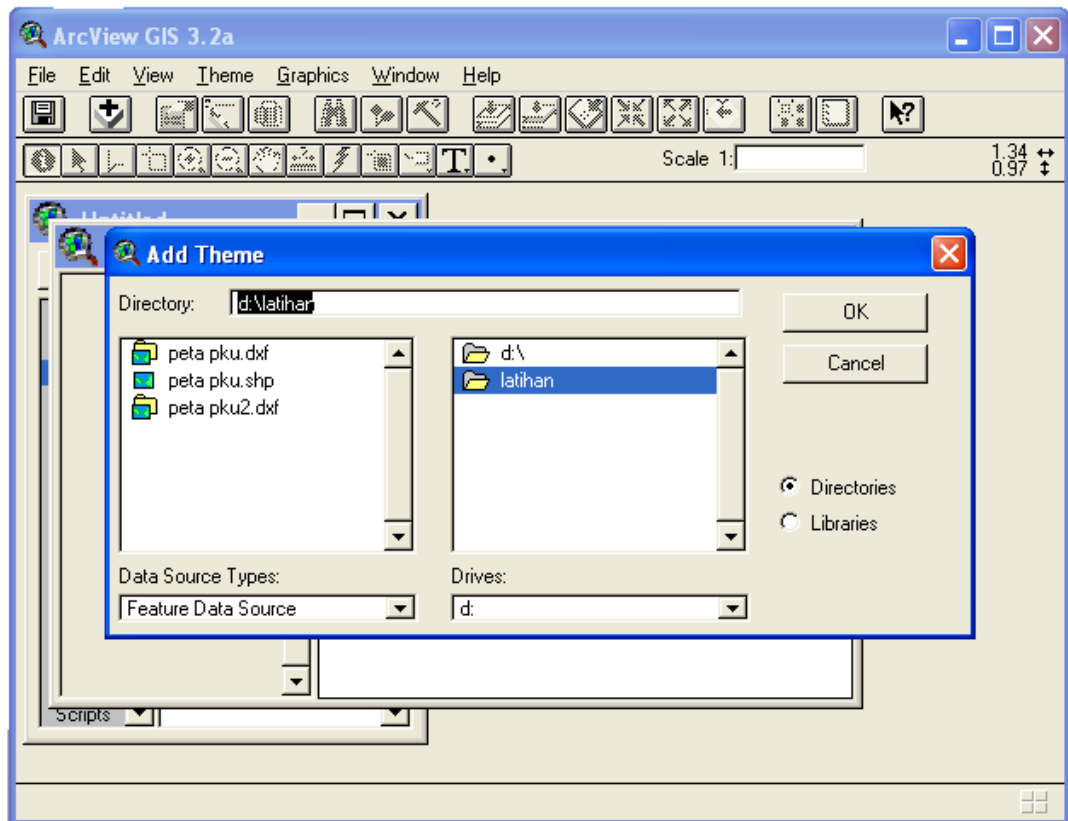 ArcView GIS 3.2a
File Edit View Theme Graphics Window Help
Scale 1:
1.34
0.97
Untitled
Add Theme
Directory: d:\latihan
OK
Cancel
peta pku.dxf
peta pku.shp
peta pku2.dxf
d:\
latihan
Directories
Libraries
Data Source Types:
Drives:
Feature Data Source
d:
Scripts